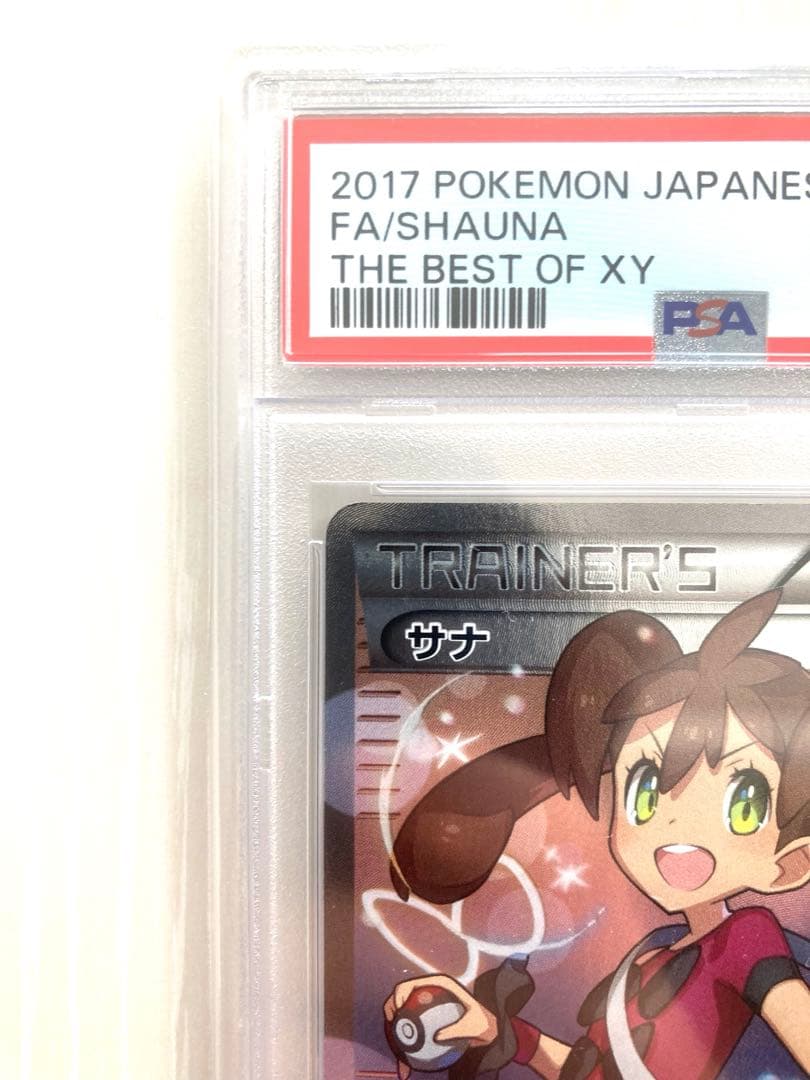 2017 POKEMON JAPANES
FA/SHAUNA
THE BEST OF XY
PSA
TRAINER'S
サナ